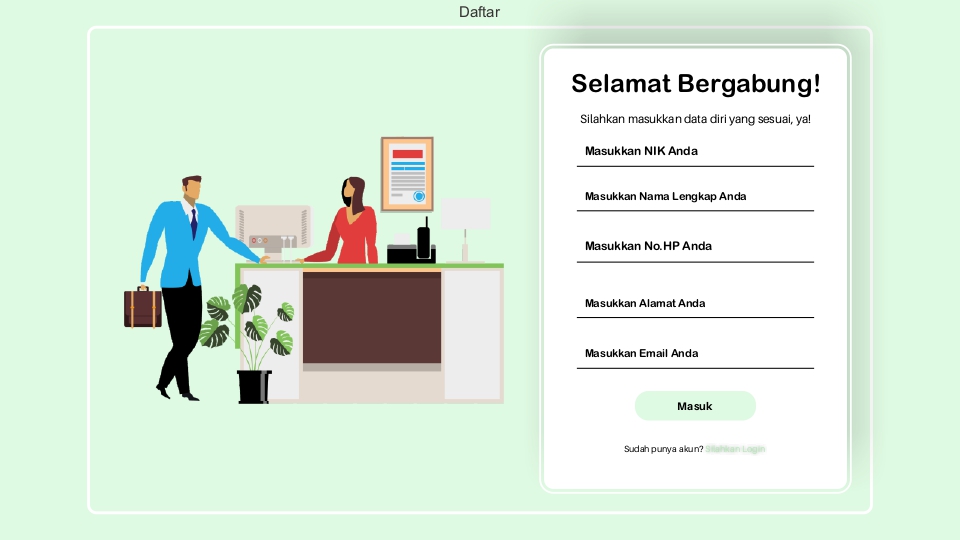 Daftar
Selamat Bergabung!
Silahkan masukkan data diri yang sesuai, ya!
Masukkan NIK Anda
Masukkan Nama Lengkap Anda
Masukkan No.HP Anda
Masukkan Alamat Anda
Masukkan Email Anda
Masuk
Sudah punya akun? Silahkan Login